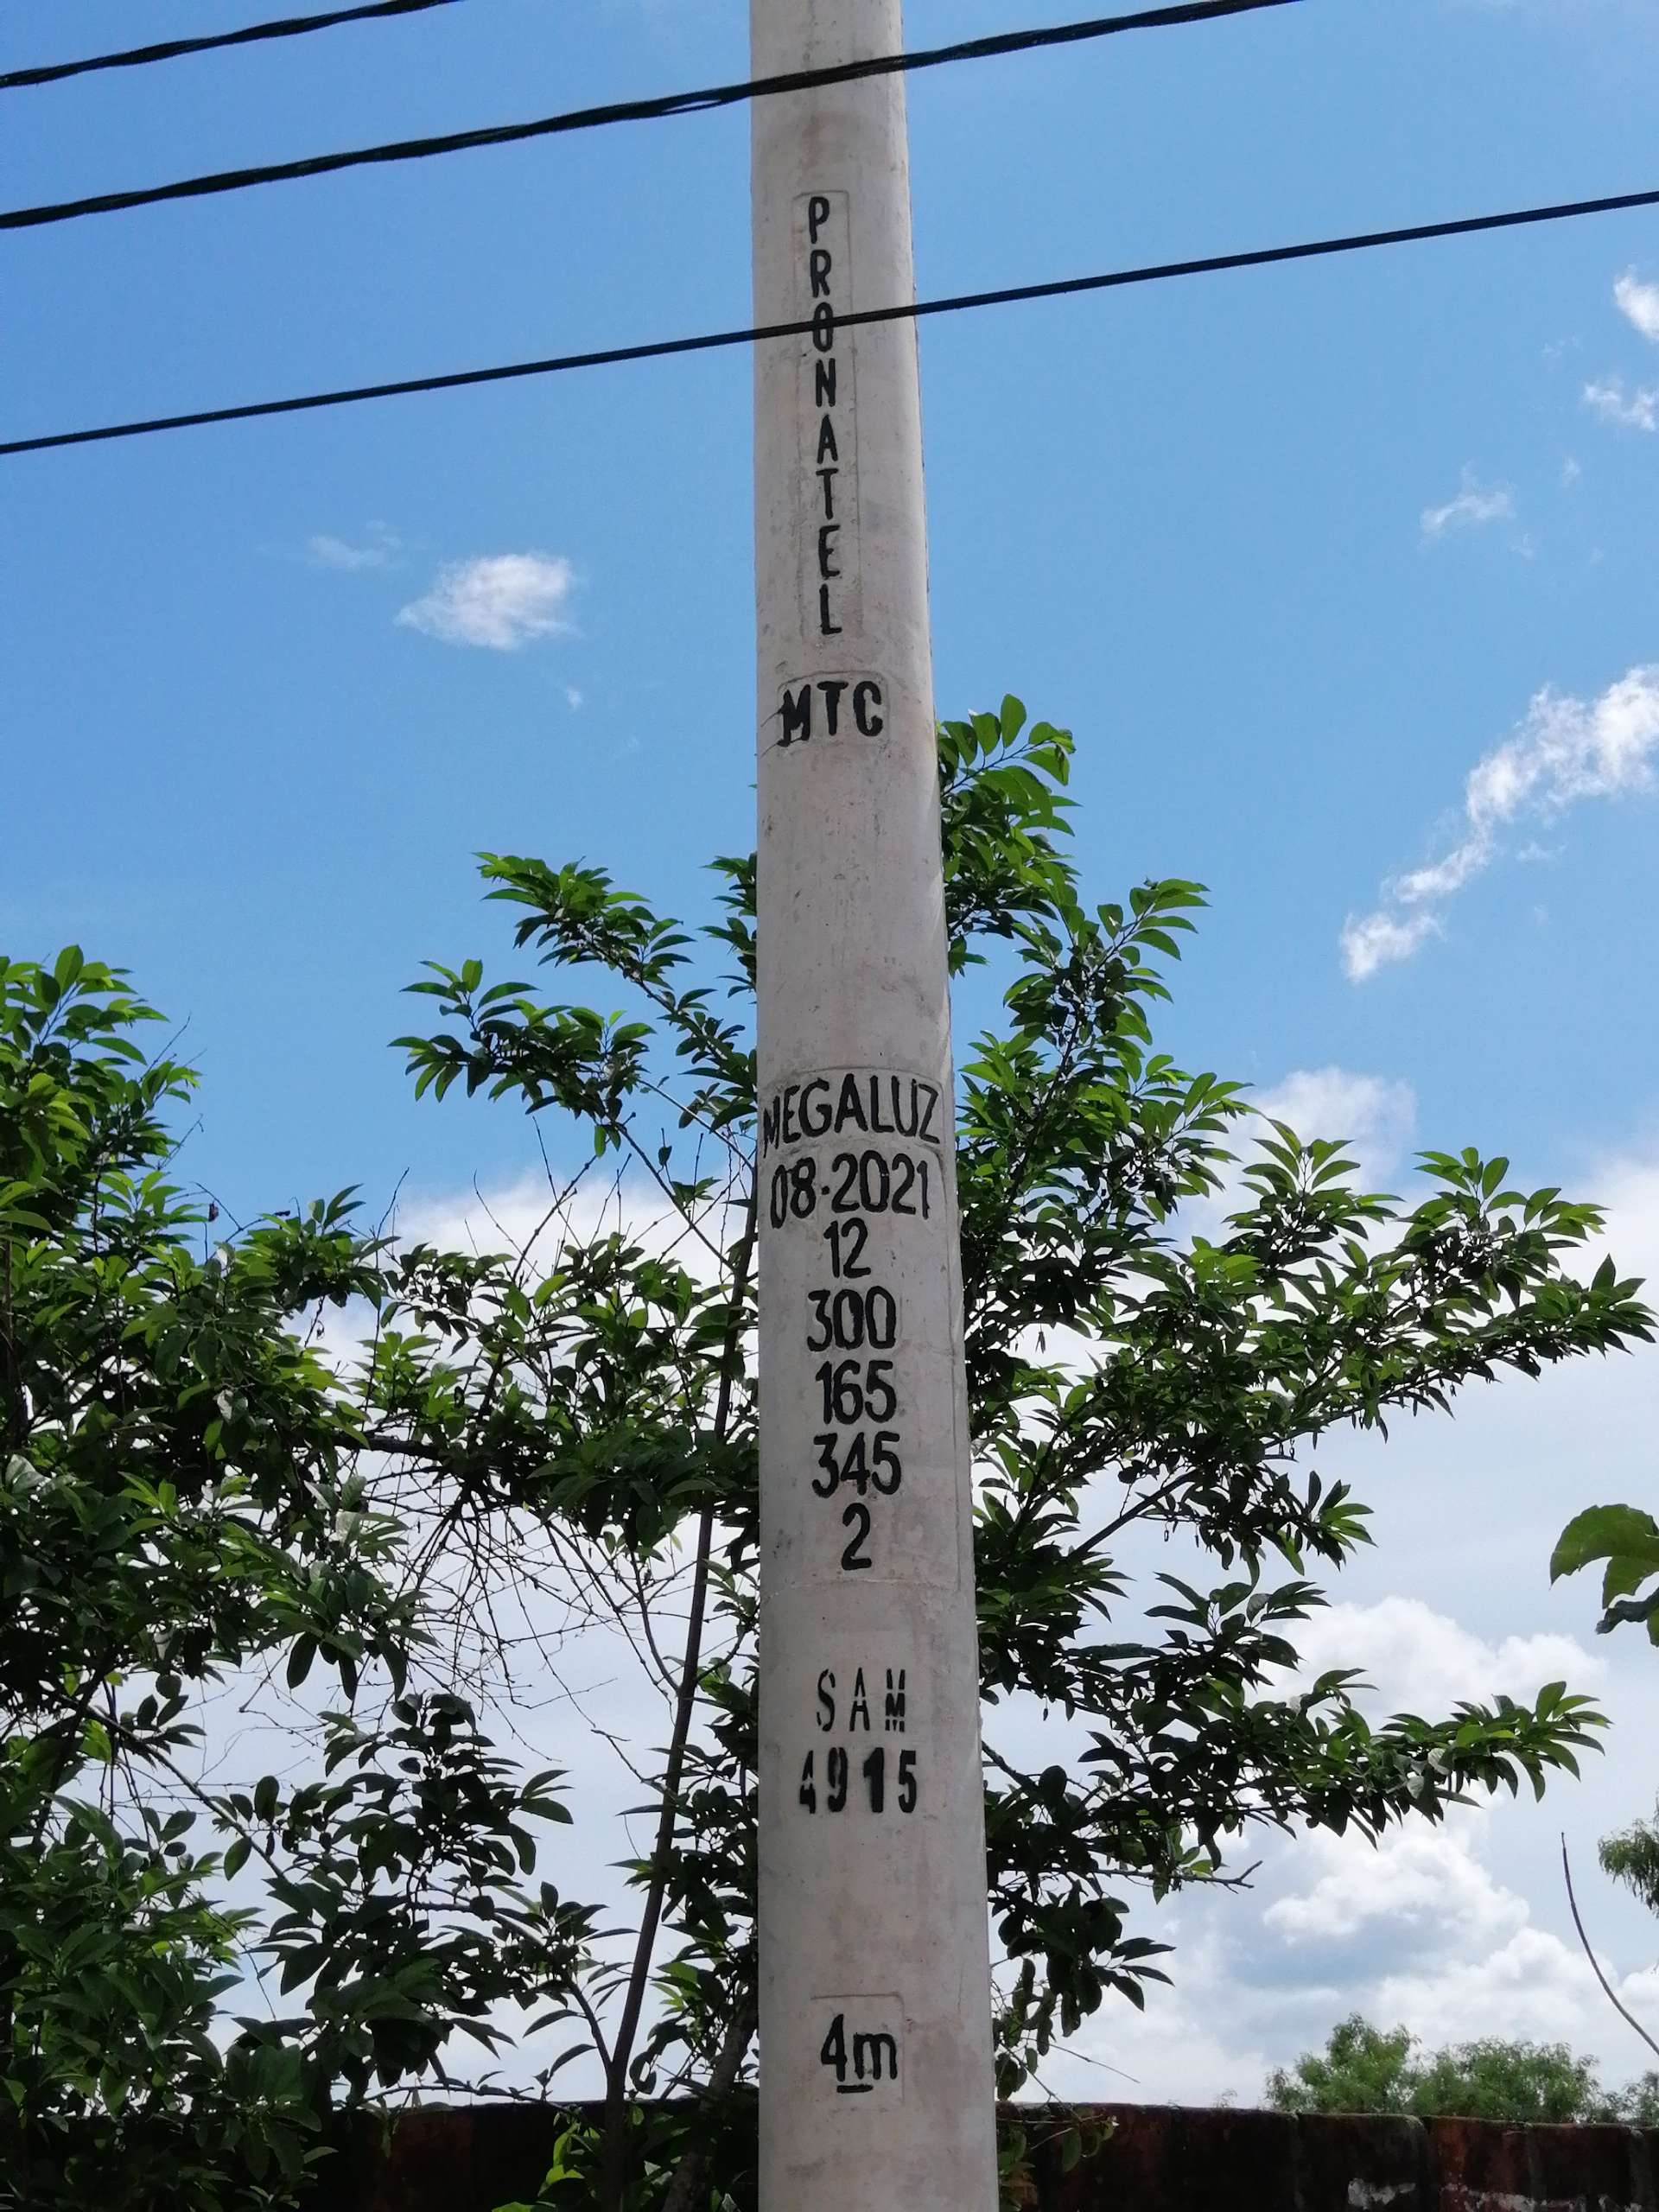 PRONATEL
MTC
MEGALUZ
08·2021
12
300
165
345
2
SAM
4915
4m